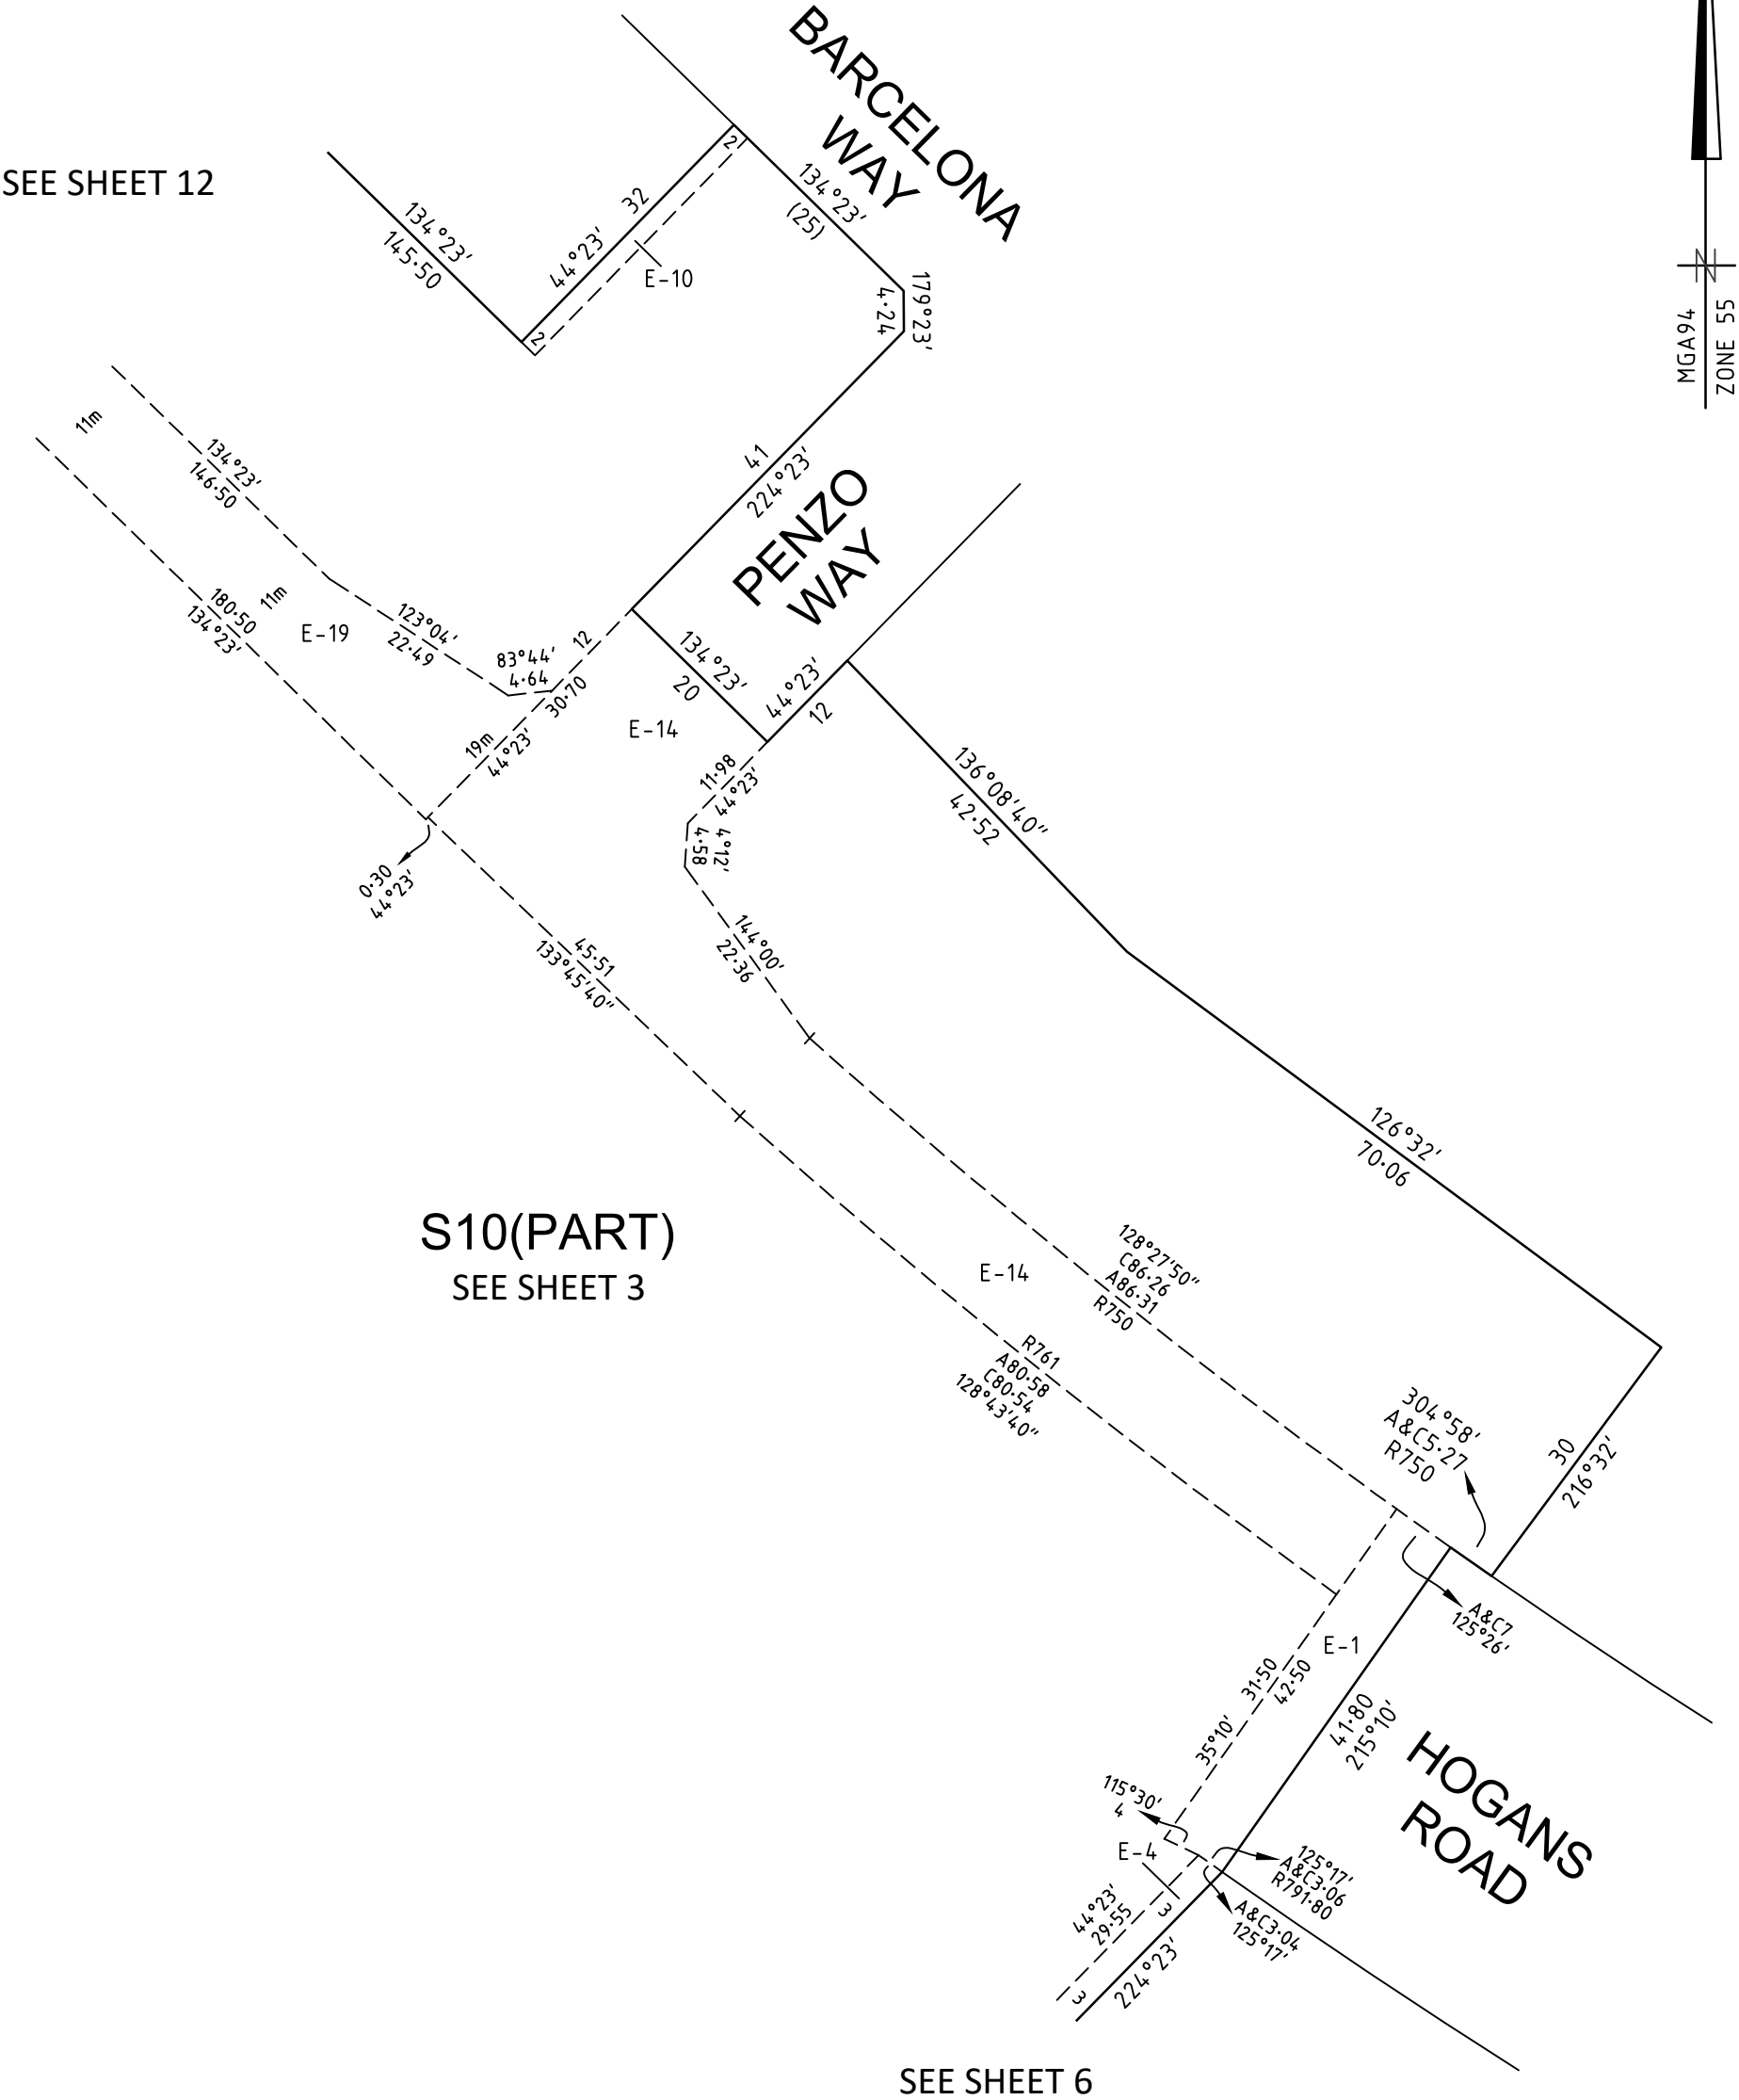 BARCELONA
WAY
SEE SHEET 12
134°23'
145·50
44°23'
32
2
2
E-10
134°23'
(25)
179°23'
4·24
MGA94
ZONE 55
N
11m
134°23'
146·50
41
224°23'
PENZO
WAY
180·50
134°23'
11m
E-19
123°04'
22·49
83°44'
4·64
12
30·70
19m
44°23'
134°23'
20
E-14
44°23'
12
11·98
44°23'
4°12'
4·58
0·30
44°23'
136°08'40"
42·52
144°00'
22·36
45·51
133°45'40"
126°32'
70·06
S10(PART)
SEE SHEET 3
E-14
128°27'50"
C86·26
A86·31
R750
R761
A80·58
C80·54
128°43'40"
304°58'
A&C5·27
R750
30
216°32'
A&C7
125°26'
E-1
31·50
42·50
35°10'
41·80
215°10'
HOGANS
ROAD
115°30'
4
E-4
125°17'
A&C3·06
R791·80
A&C3·04
125°17'
44°23'
29·55
3
3
224°23'
SEE SHEET 6